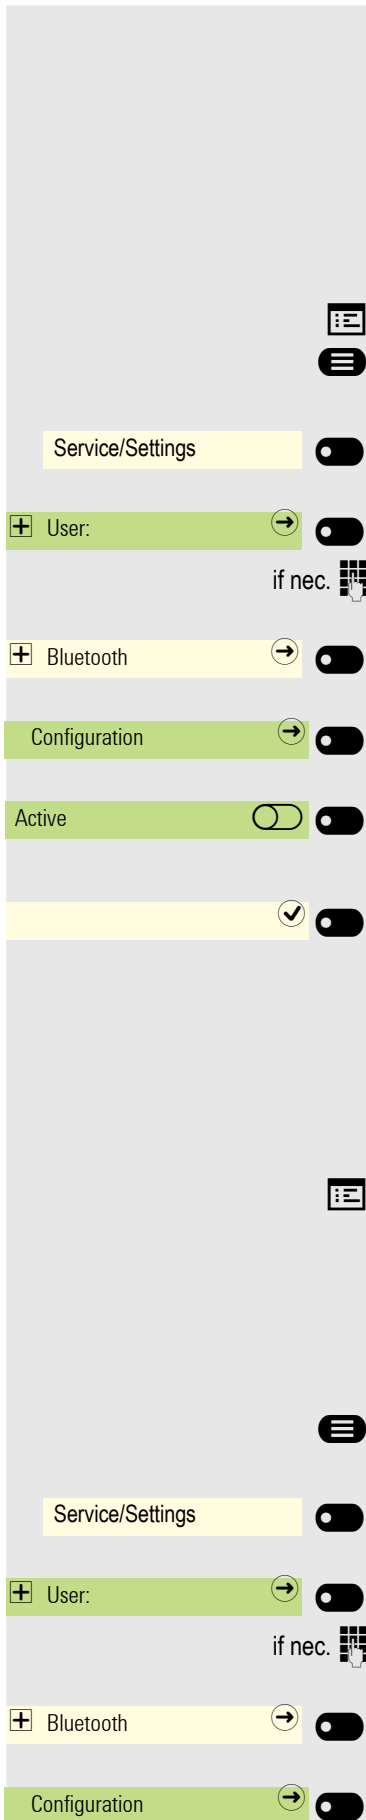 Service/Settings
User:
if nec.
Bluetooth
Configuration
Active
Service/Settings
User:
if nec.
Bluetooth
Configuration